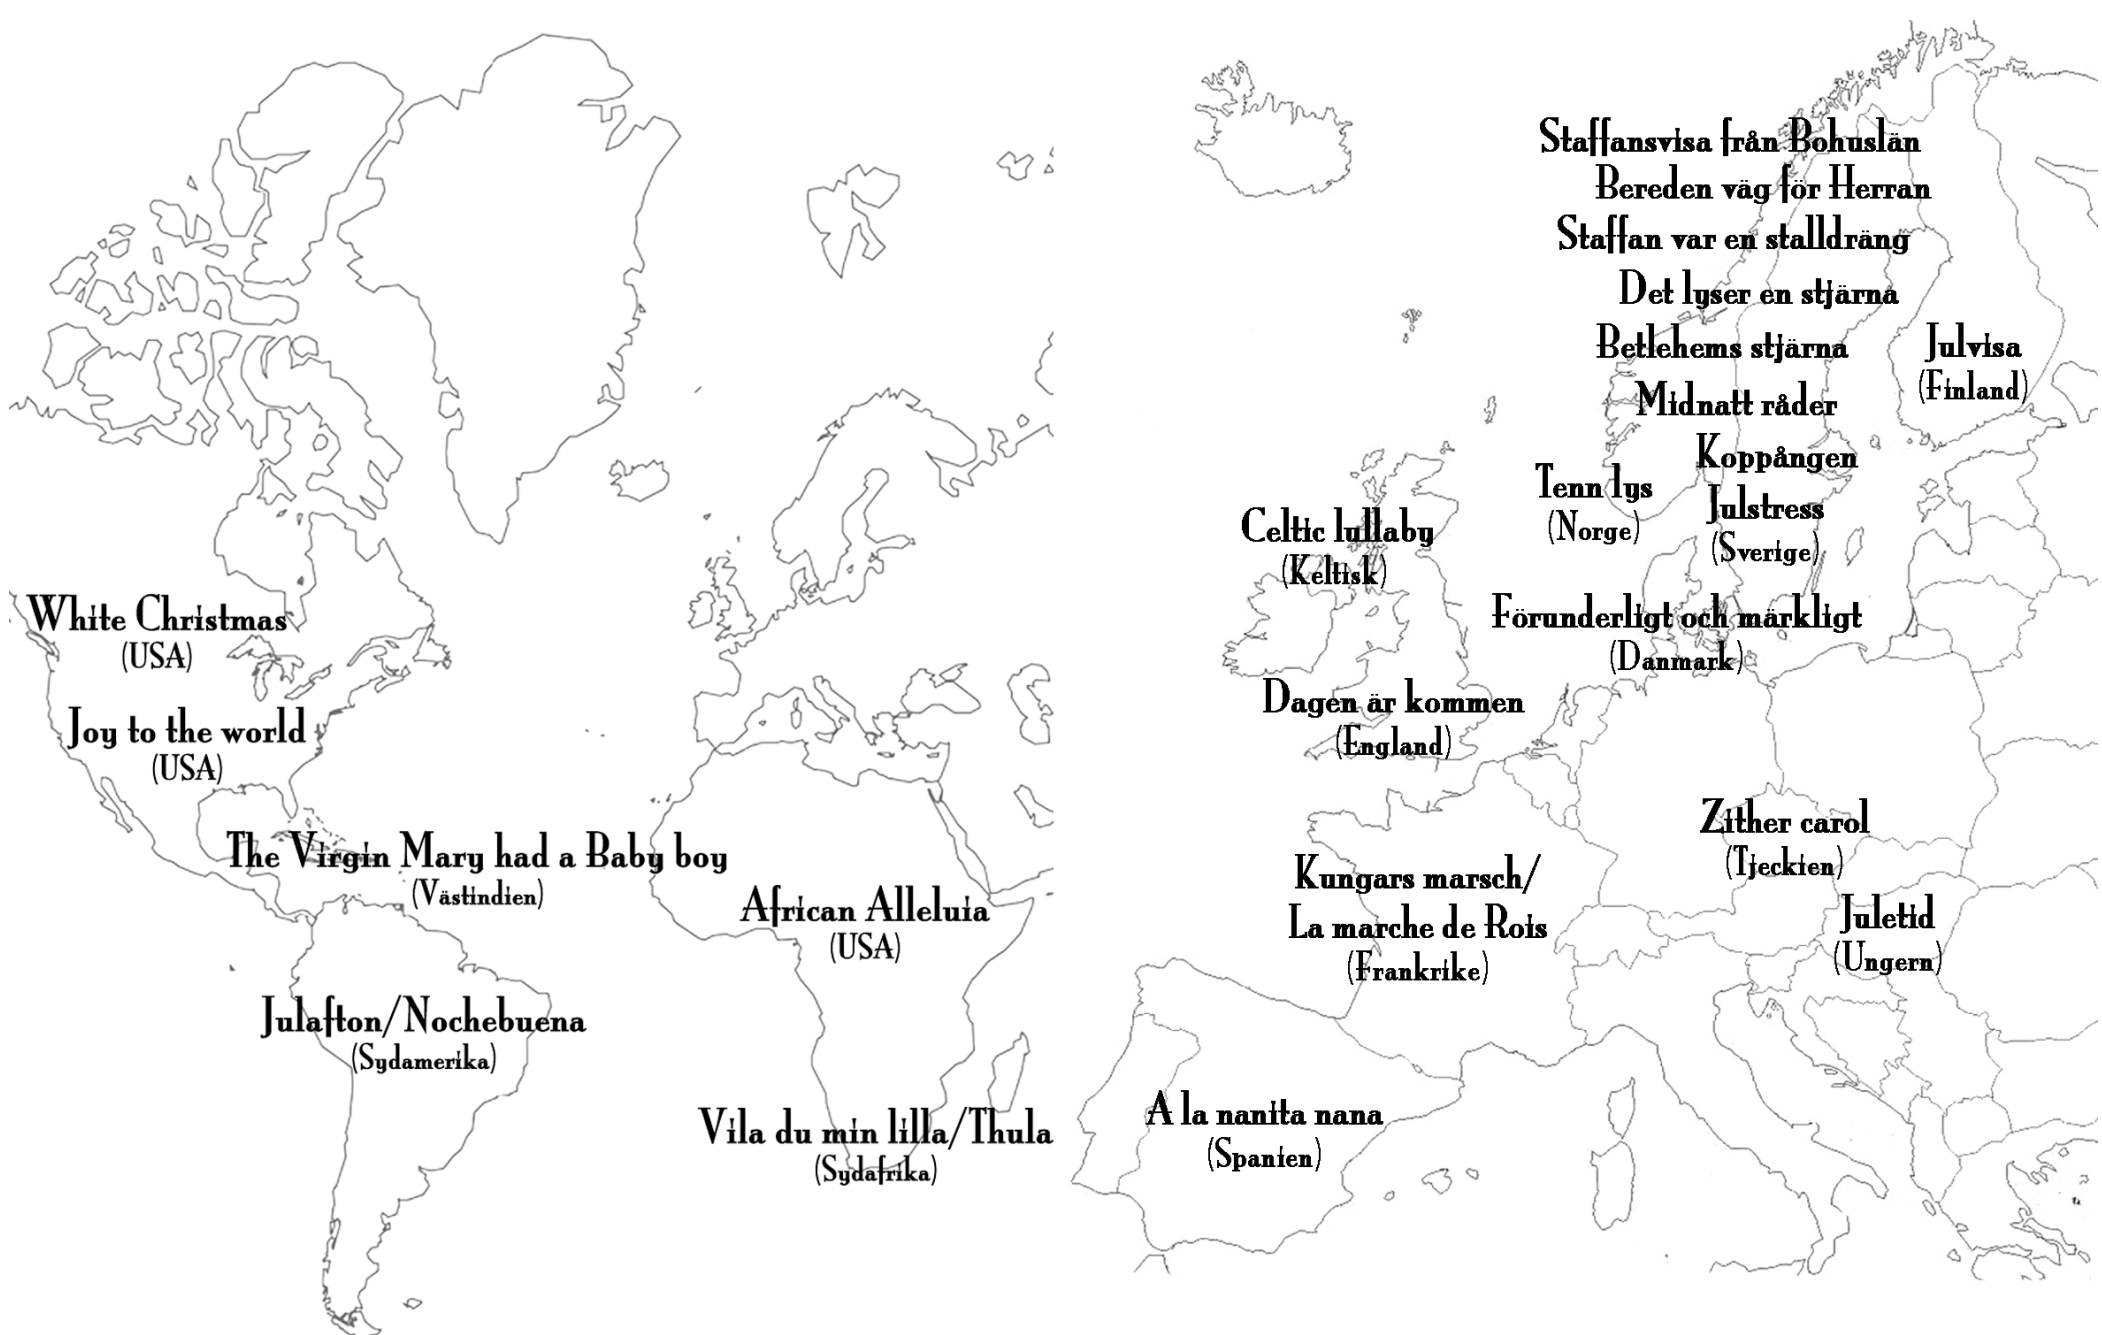 White Christmas
(USA)
Joy to the world
(USA)
The Virgin Mary had a Baby boy
(Västindien)
African Alleluia
(USA)
Julafton/Nochebuena
(Sydamerika)
Vila du min lilla/Thula
(Sydafrika)
Staffansvisa från Bohuslän
Bereden väg för Herran
Staffan var en stalldräng
Det lyser en stjärna
Betlehems stjärna
Midnatt råder
Koppången
Julstress
(Sverige)
Julvisa
(Finland)
Tenn lys
(Norge)
Celtic lullaby
(Keltisk)
Förunderligt och märkligt
(Danmark)
Dagen är kommen
(England)
Zither carol
(Tjeckien)
Kungars marsch/
La marche de Rois
(Frankrike)
Juletid
(Ungern)
A la nanita nana
(Spanien)